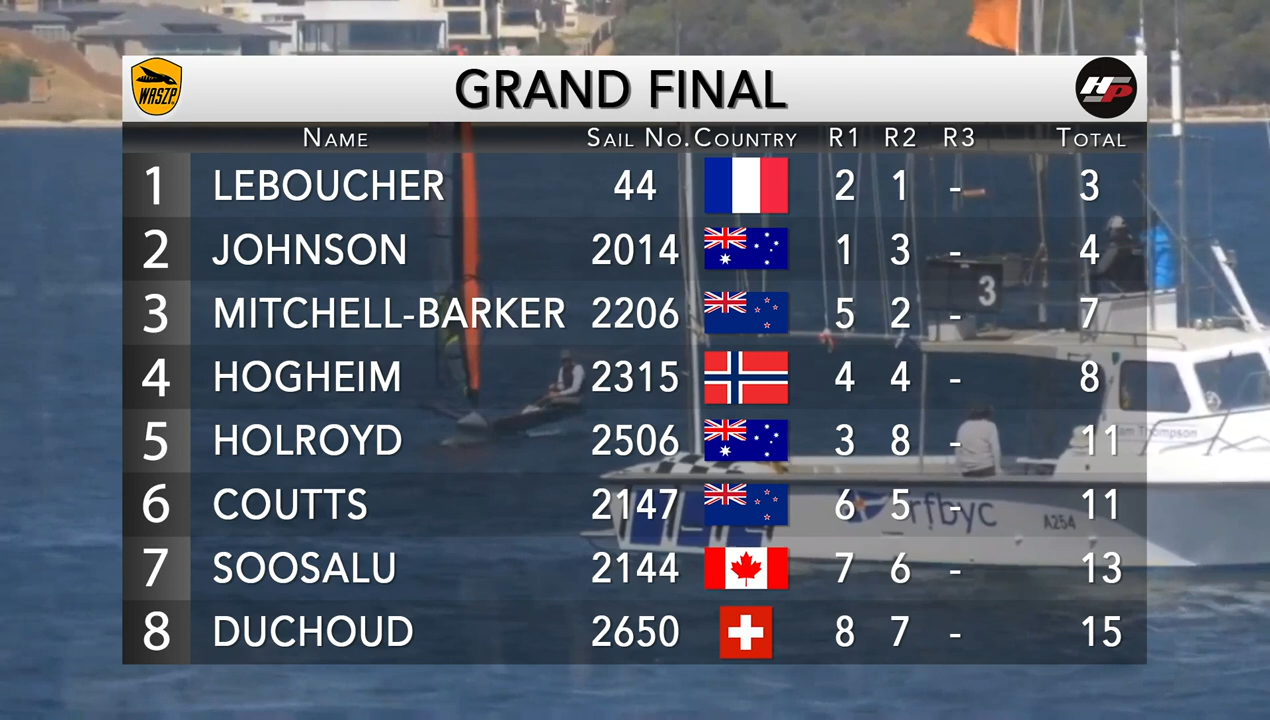 WASZP
GRAND FINAL
HP
NAME SAIL NO. COUNTRY R1 R2 R3 TOTAL
1 LEBOUCHER 44 2 1 - 3
2 JOHNSON 2014 1 3 - 4
3
3 MITCHELL-BARKER 2206 5 2 - 7
4 HOGHEIM 2315 4 4 - 8
Thompson
5 HOLROYD 2506 3 8 - 11
6 COUTTS 2147 6 5 - 11
rfbyc A254
7 SOOSALU 2144 7 6 - 13
8 DUCHOUD 2650 8 7 - 15